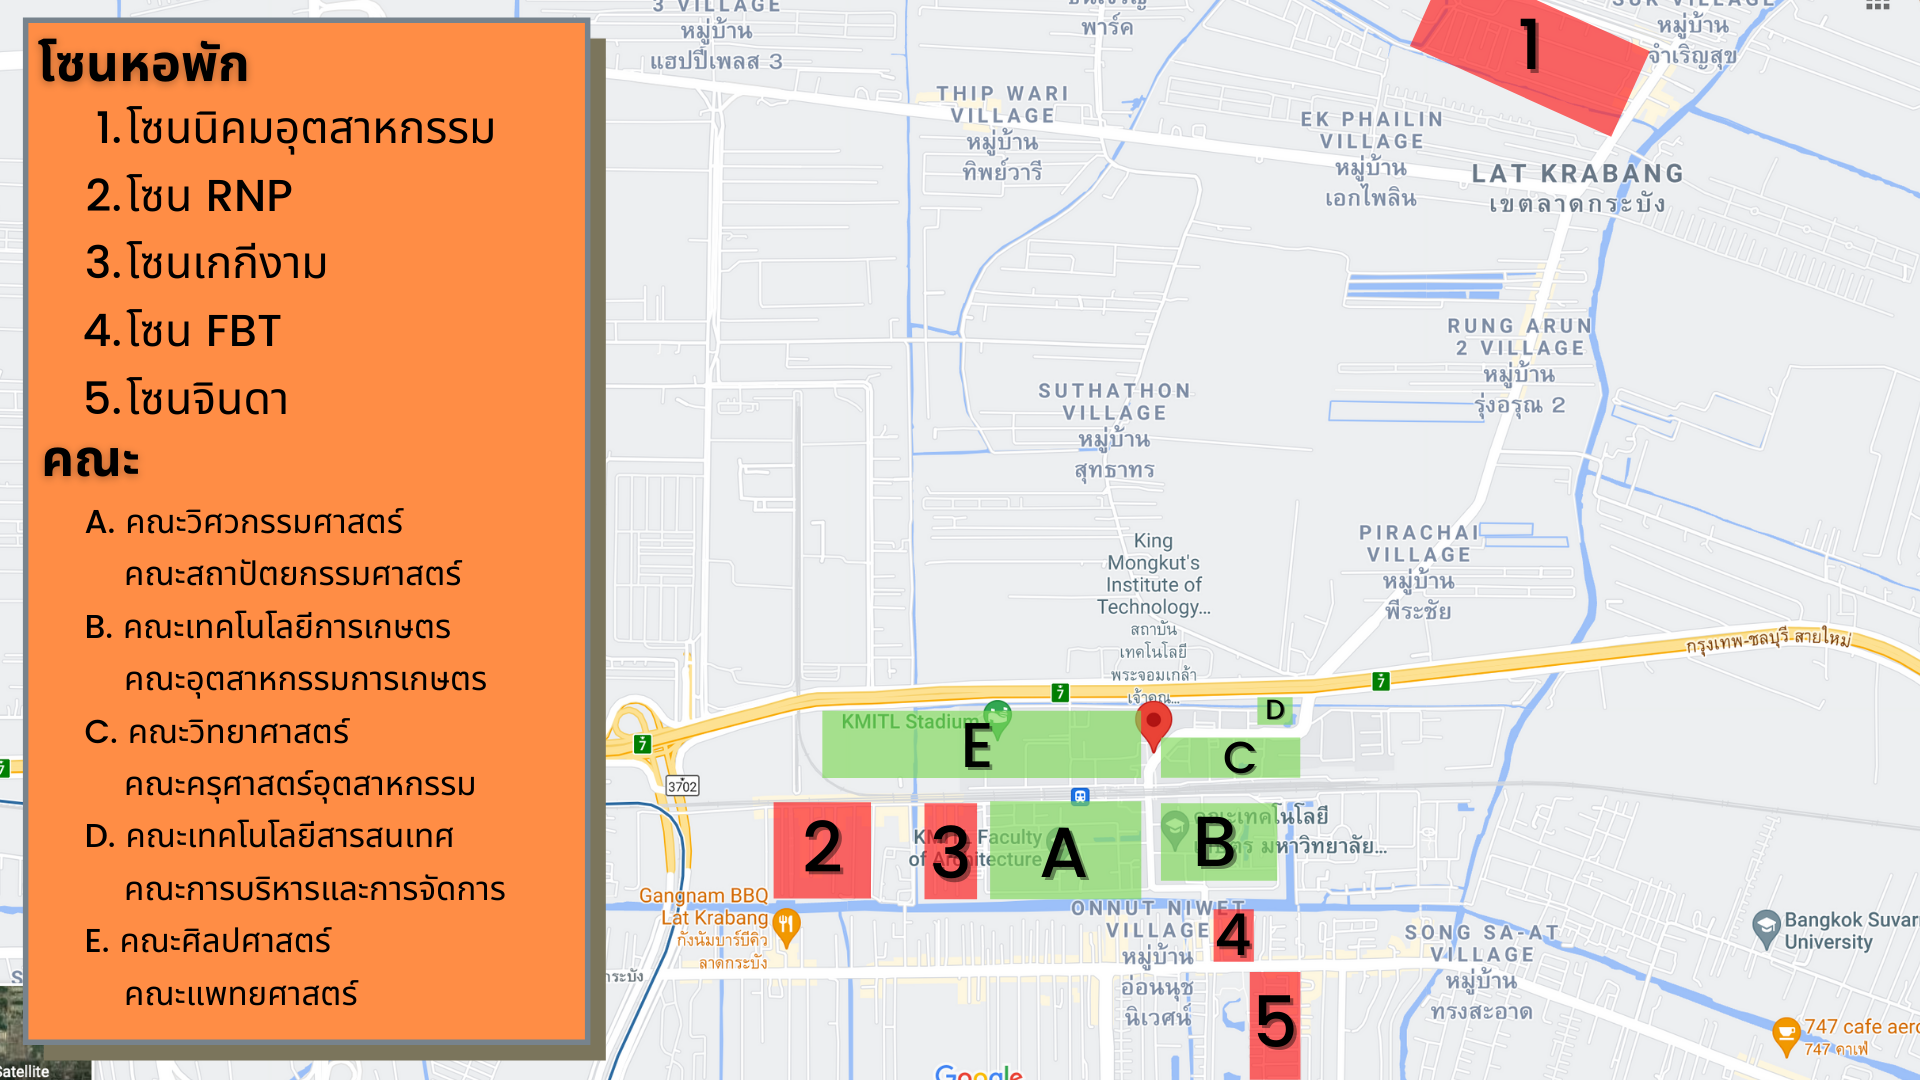 โซนหอพัก
1. โซนนิคมอุตสาหกรรม
2. โซน RNP
3. โซนเกกีงาม
4. โซน FBT
5. โซนจินดา
คณะ
A. คณะวิศวกรรมศาสตร์
คณะสถาปัตยกรรมศาสตร์
B. คณะเทคโนโลยีการเกษตร
คณะอุตสาหกรรมการเกษตร
C. คณะวิทยาศาสตร์
คณะครุศาสตร์อุตสาหกรรม
D. คณะเทคโนโลยีสารสนเทศ
คณะการบริหารและการจัดการ
E. คณะศิลปศาสตร์
คณะแพทยศาสตร์
Satellite
3 VILLAGE
หมู่บ้าน
แฮปปี้เพลส 3
พาร์ค
1
หมู่บ้าน
จำเริญสุข
THIP WARI
VILLAGE
หมู่บ้าน
ทิพย์วารี
EK PHAILIN
VILLAGE
หมู่บ้าน
เอกไพลิน
LAT KRABANG
เขตลาดกระบัง
RUNG ARUN
2 VILLAGE
หมู่บ้าน
รุ่งอรุณ 2
SUTHATHON
VILLAGE
หมู่บ้าน
สุทธาทร
King
Mongkut's
Institute of
Technology...
สถาบัน
เทคโนโลยี
พระจอมเกล้า
เจ้าคุณ...
PIRACHAI
VILLAGE
หมู่บ้าน
พีระชัย
กรุงเทพ-ชลบุรี สายใหม่
7
7
7
7
3702
KMITL Stadium
E
D
C
2
3
KMITL Faculty
of Architecture
A
B
คณะเทคโนโลยี
มหาวิทยาลัย...
Gangnam BBQ
Lat Krabang
กังนัมบาร์บีคิว
ลาดกระบัง
ONNUT NIWET
VILLAGE
หมู่บ้าน
อ่อนนุช
นิเวศน์
4
5
SONG SA-AT
VILLAGE
หมู่บ้าน
ทรงสะอาด
Bangkok Suvar
University
747 cafe aero
747 คาเฟ่
Google